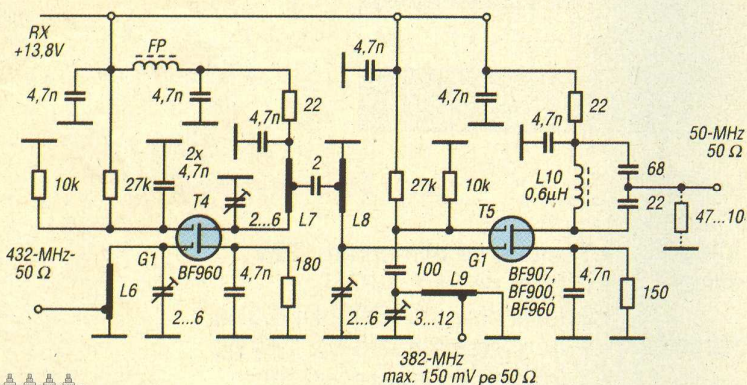 RX
+13,8V
FP
4,7n
4,7n
22
4,7n
4,7n
4,7n
22
4,7n
50-MHz
50 Ω
10k
27k
2x
4,7n
T4
2...6
L7
2
L8
27k
10k
T5
L10
0,6µH
68
22
47...10
432-MHz-
50 Ω
L6
G1
BF960
2...6
4,7n
180
2...6
100
L9
3...12
G1
BF907,
BF900,
BF960
4,7n
150
382-MHz
max. 150 mV pe 50 Ω